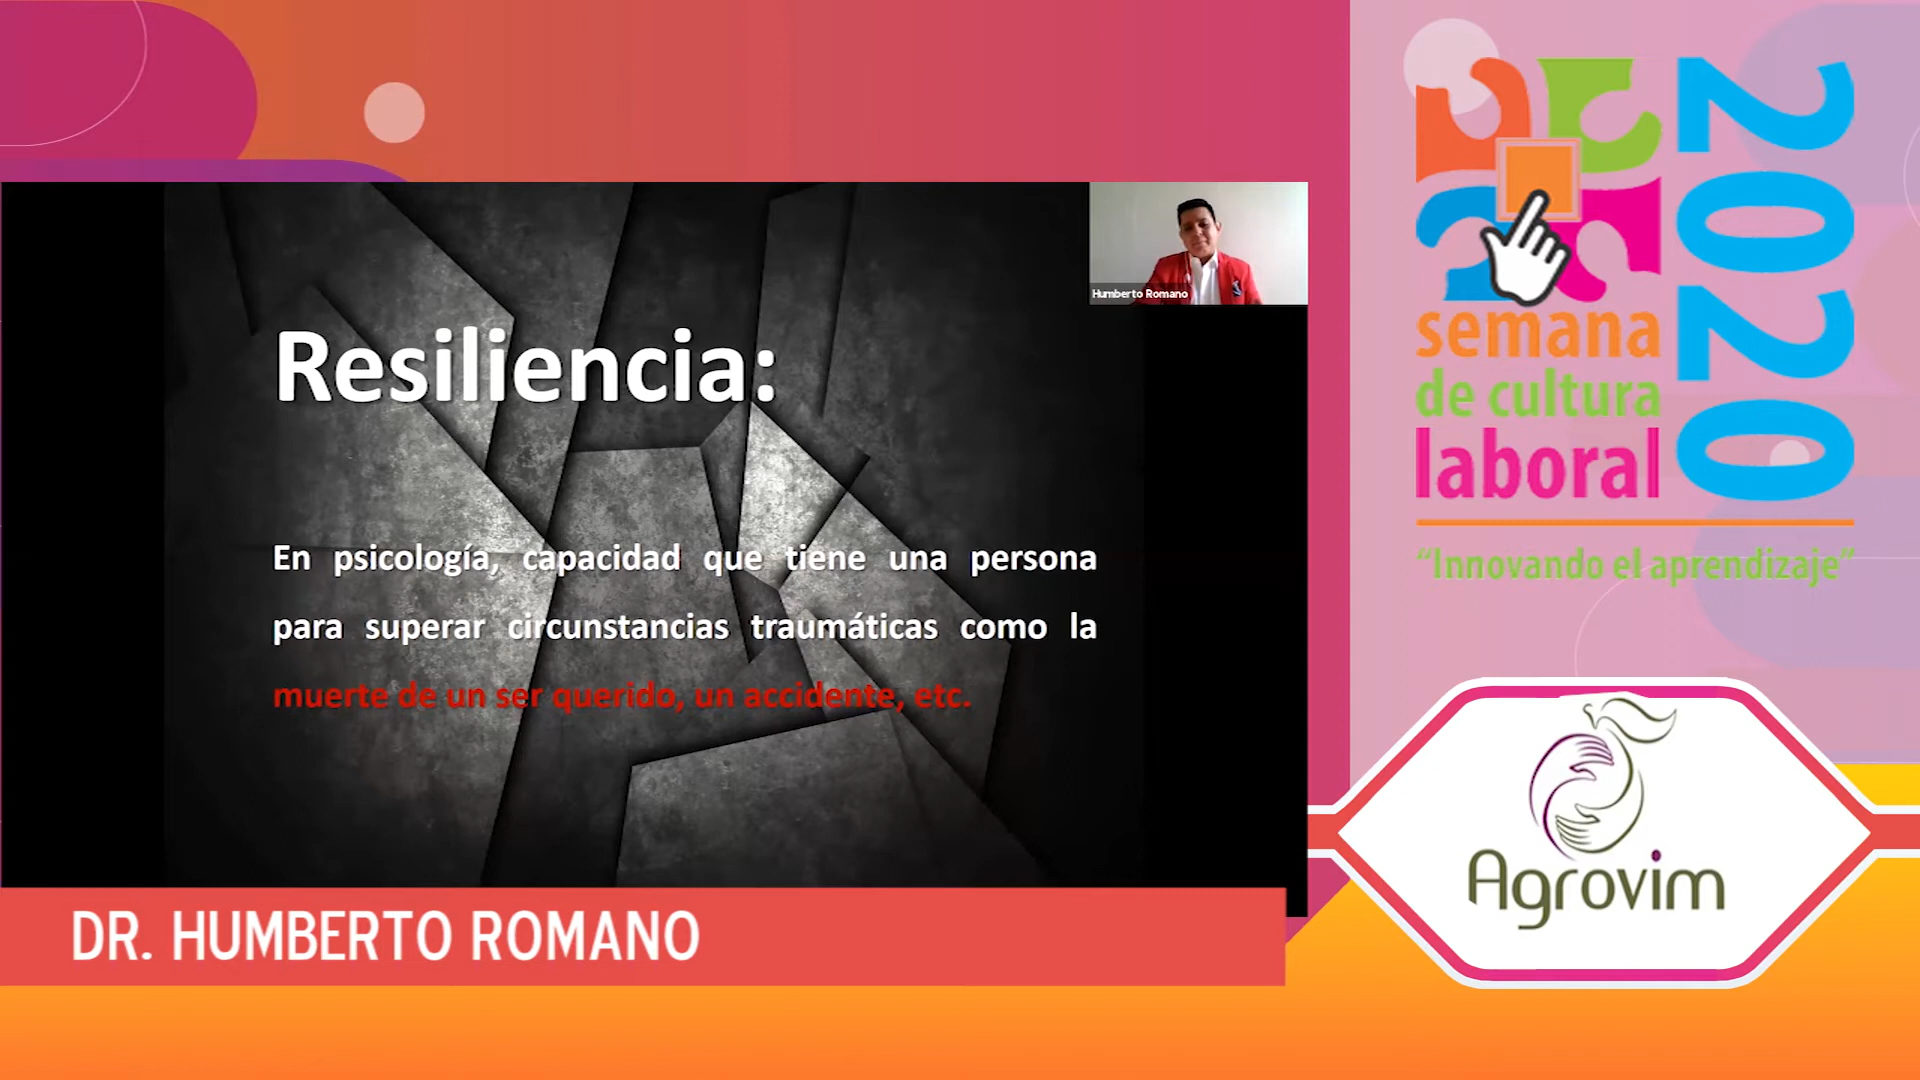 Humberto Romano
Resiliencia:
En psicología, capacidad que tiene una persona
para superar circunstancias traumáticas como la
muerte de un ser querido, un accidente, etc.
DR. HUMBERTO ROMANO
2020
semana
de cultura
laboral
“Innovando el aprendizaje”
Agrovim